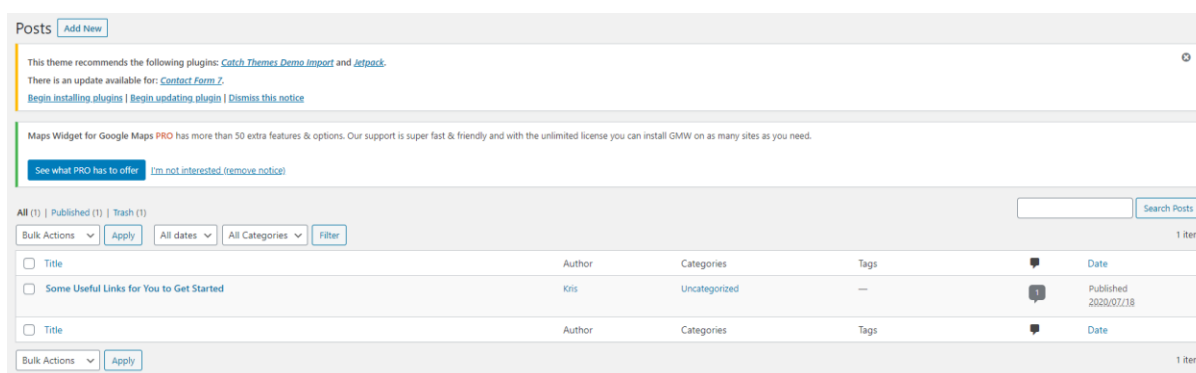 Posts Add New
This theme recommends the following plugins: Catch Themes Demo Import and Jetpack.
There is an update available for: Contact Form 7.
Begin installing plugins | Begin updating plugin | Dismiss this notice
Maps Widget for Google Maps PRO has more than 50 extra features & options. Our support is super fast & friendly and with the unlimited license you can install GMW on as many sites as you need.
See what PRO has to offer I'm not interested (remove notice)
All (1) | Published (1) | Trash (1)
Search Posts
Bulk Actions Apply All dates All Categories Filter 1 iter
Title Author Categories Tags Date
Some Useful Links for You to Get Started Kris Uncategorized — 1 Published
2020/07/18
Title Author Categories Tags Date
Bulk Actions Apply 1 iter